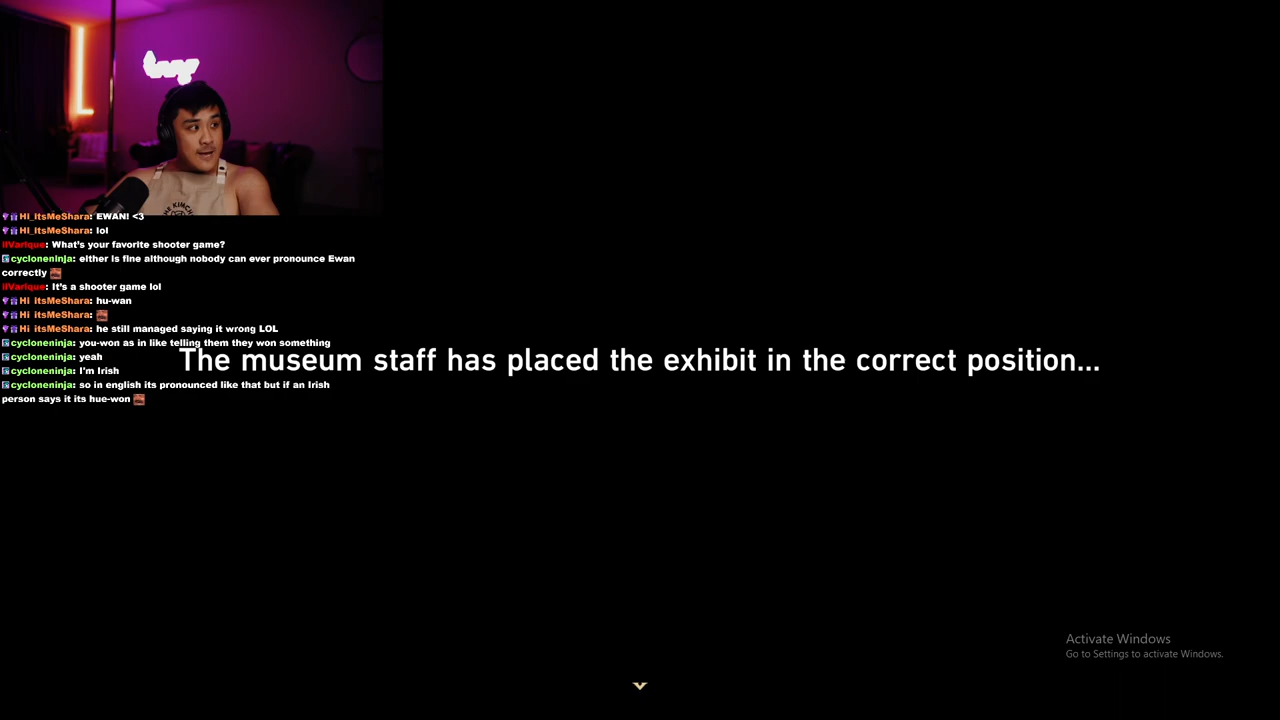 THE KIMCHI
Hi_ItsMeShara: EWAN! <3
Hi_ItsMeShara: lol
Varique: What's your favorite shooter game?
cycloneninja: either is fine although nobody can ever pronounce Ewan
correctly
Varique: It's a shooter game lol
Hi_ItsMeShara: hu-wan
Hi_ItsMeShara:
Hi_ItsMeShara: he still managed saying it wrong LOL
cycloneninja: you-won as in like telling them they won something
cycloneninja: yeah
The museum staff has placed the exhibit in the correct position...
cycloneninja: I'm Irish
cycloneninja: so in english its pronounced like that but if an Irish
person says it its hue-won
Activate Windows
Go to Settings to activate Windows.